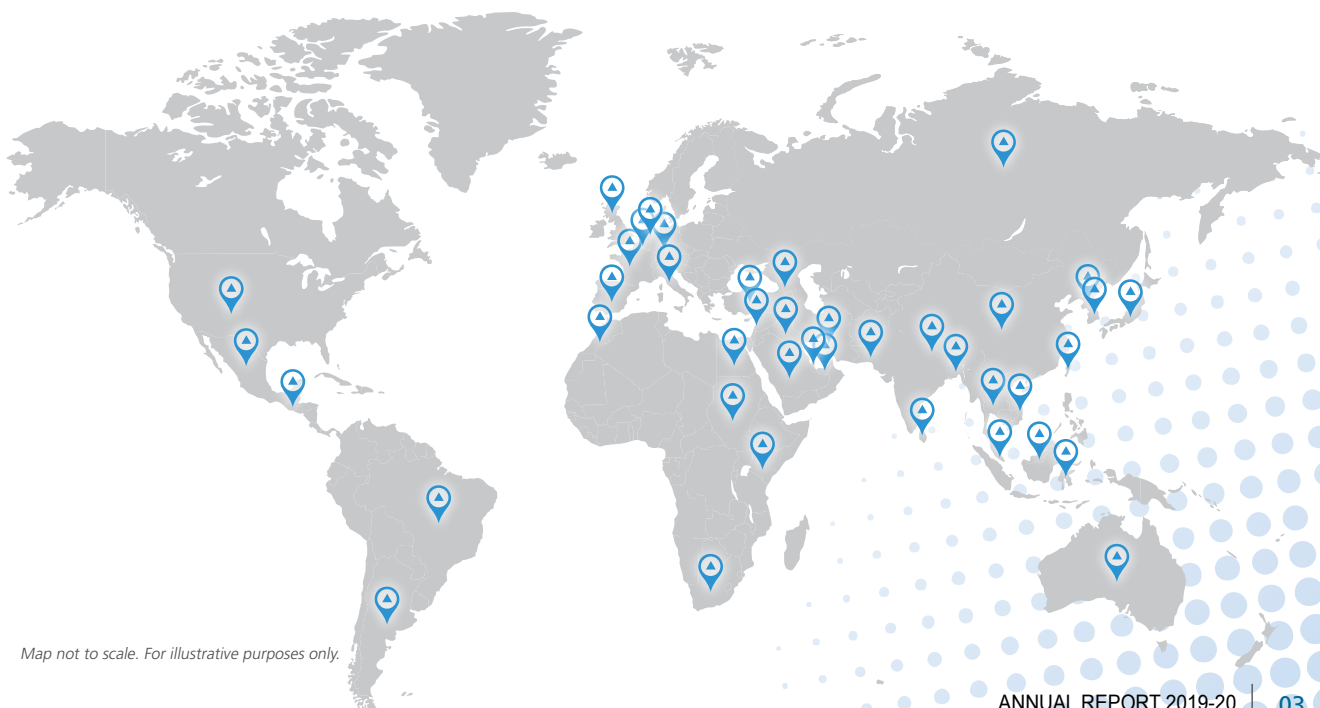 Map not to scale. For illustrative purposes only.
ANNUAL REPORT 2019-20 | 03